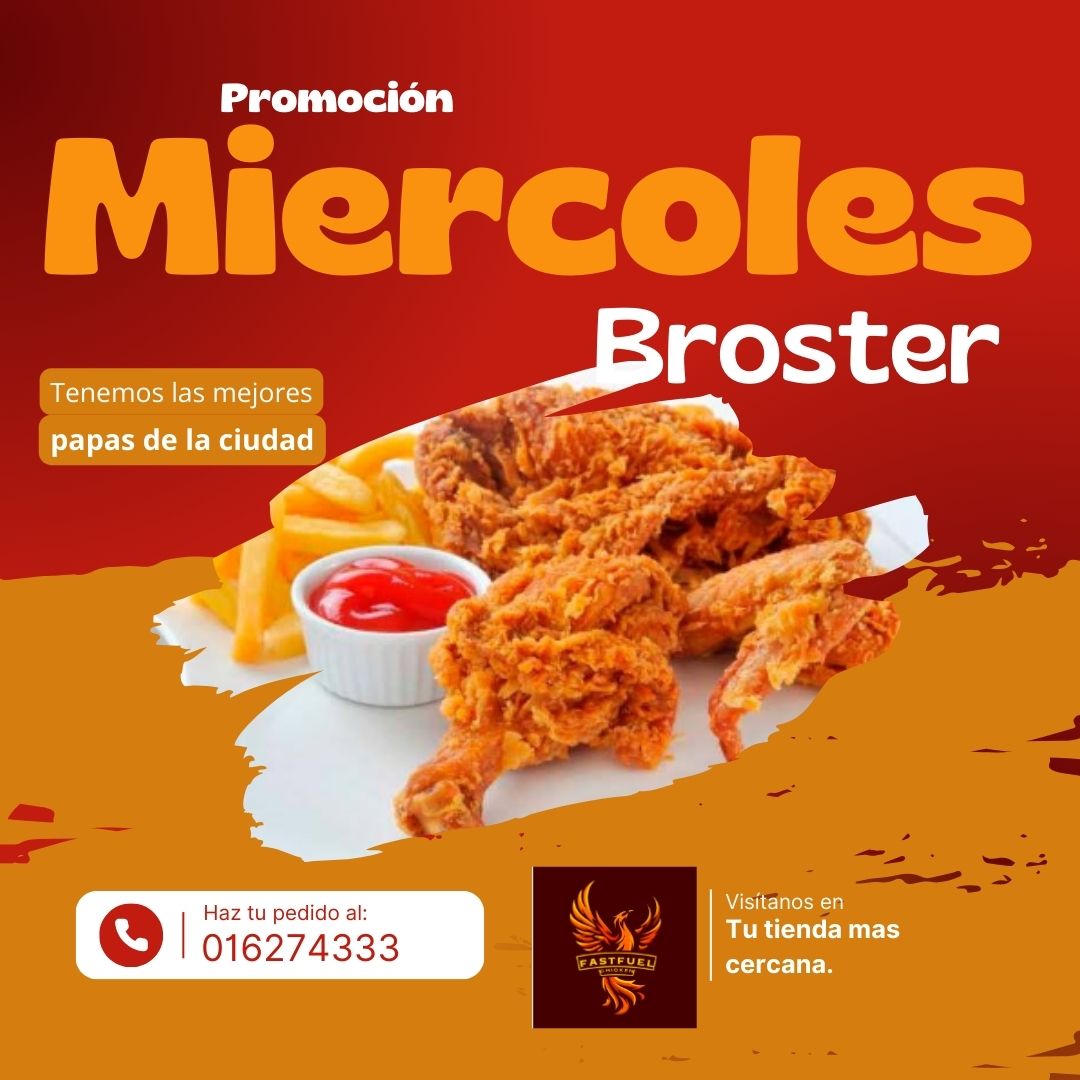 Promoción
Miercoles
Broster
Tenemos las mejores
papas de la ciudad
Haz tu pedido al:
016274333
FASTFUEL
CHICKEN
Visítanos en
Tu tienda mas
cercana.